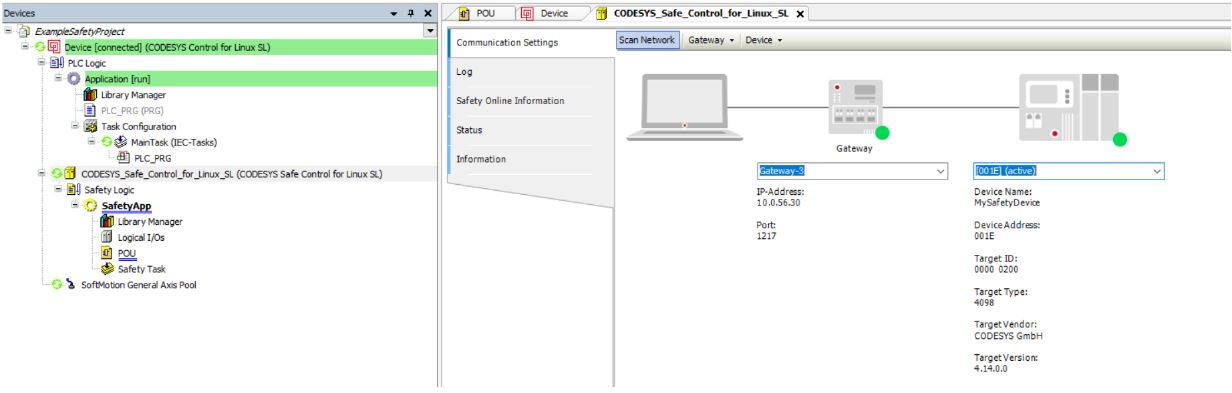 Devices
ExampleSafetyProject
Device [connected] (CODESYS Control for Linux SL)
PLC Logic
Application [run]
Library Manager
PLC_PRG (PRG)
Task Configuration
MainTask (IEC-Tasks)
PLC_PRG
CODESYS_Safe_Control_for_Linux_SL (CODESYS Safe Control for Linux SL)
Safety Logic
SafetyApp
Library Manager
Logical I/Os
POU
Safety Task
SoftMotion General Axis Pool
POU Device CODESYS_Safe_Control_for_Linux_SL
Communication Settings
Log
Safety Online Information
Status
Information
Scan Network Gateway Device
Gateway
Gateway-3
IP-Address:
10.0.56.30
Port:
1217
[001E] (active)
Device Name:
MySafetyDevice
Device Address:
001E
Target ID:
0000 0200
Target Type:
4098
Target Vendor:
CODESYS GmbH
Target Version:
4.14.0.0